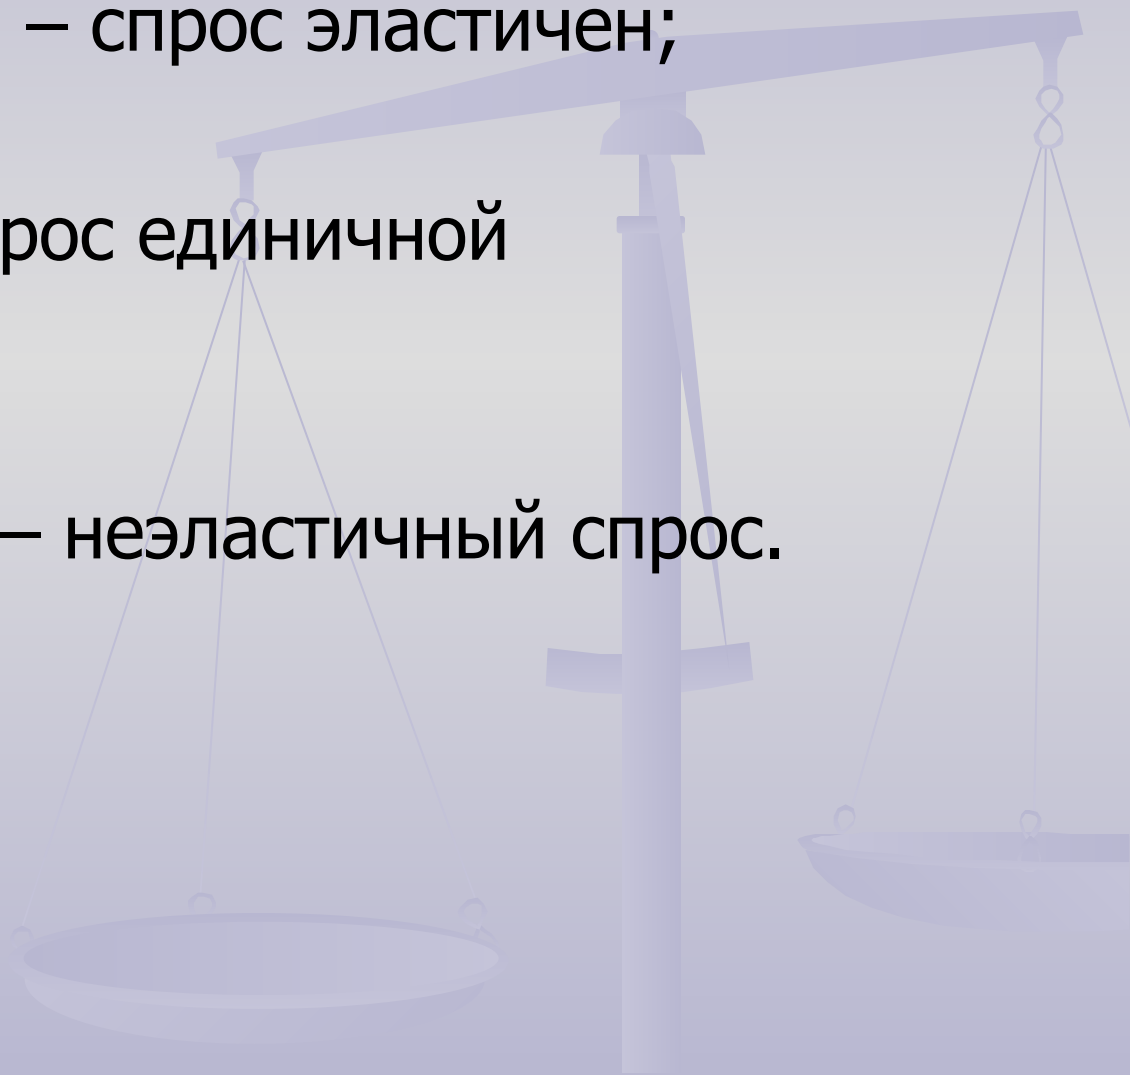 – спрос эластичен;
рос единичной
– неэластичный спрос.